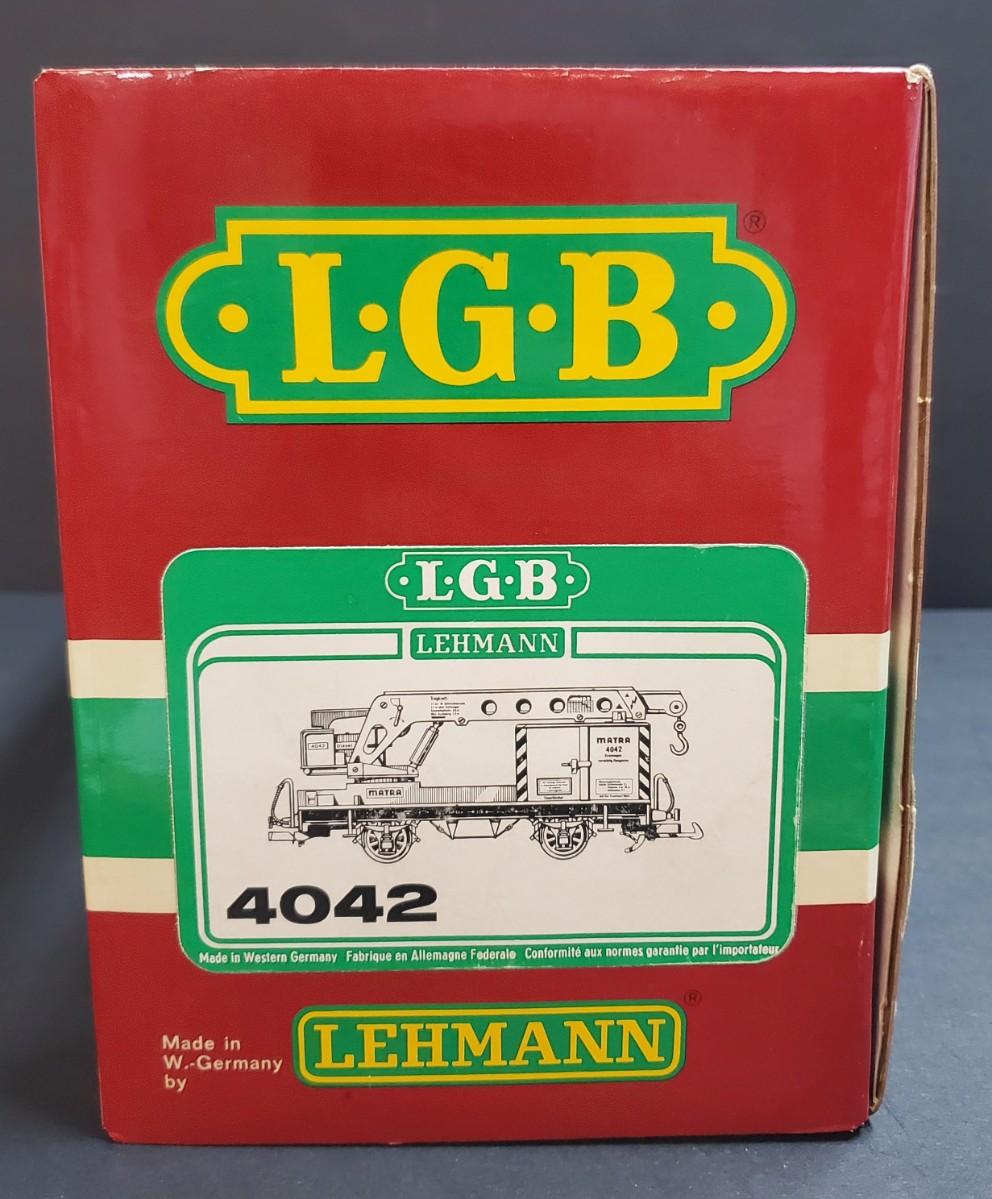 L·G·B ®
L·G·B
LEHMANN
4042
MATRA
MATRA
4042
4042
Made in Western Germany Fabrique en Allemagne Federale Conformité aux normes garantie par l'importateur
Made in
W.-Germany
by
LEHMANN ®